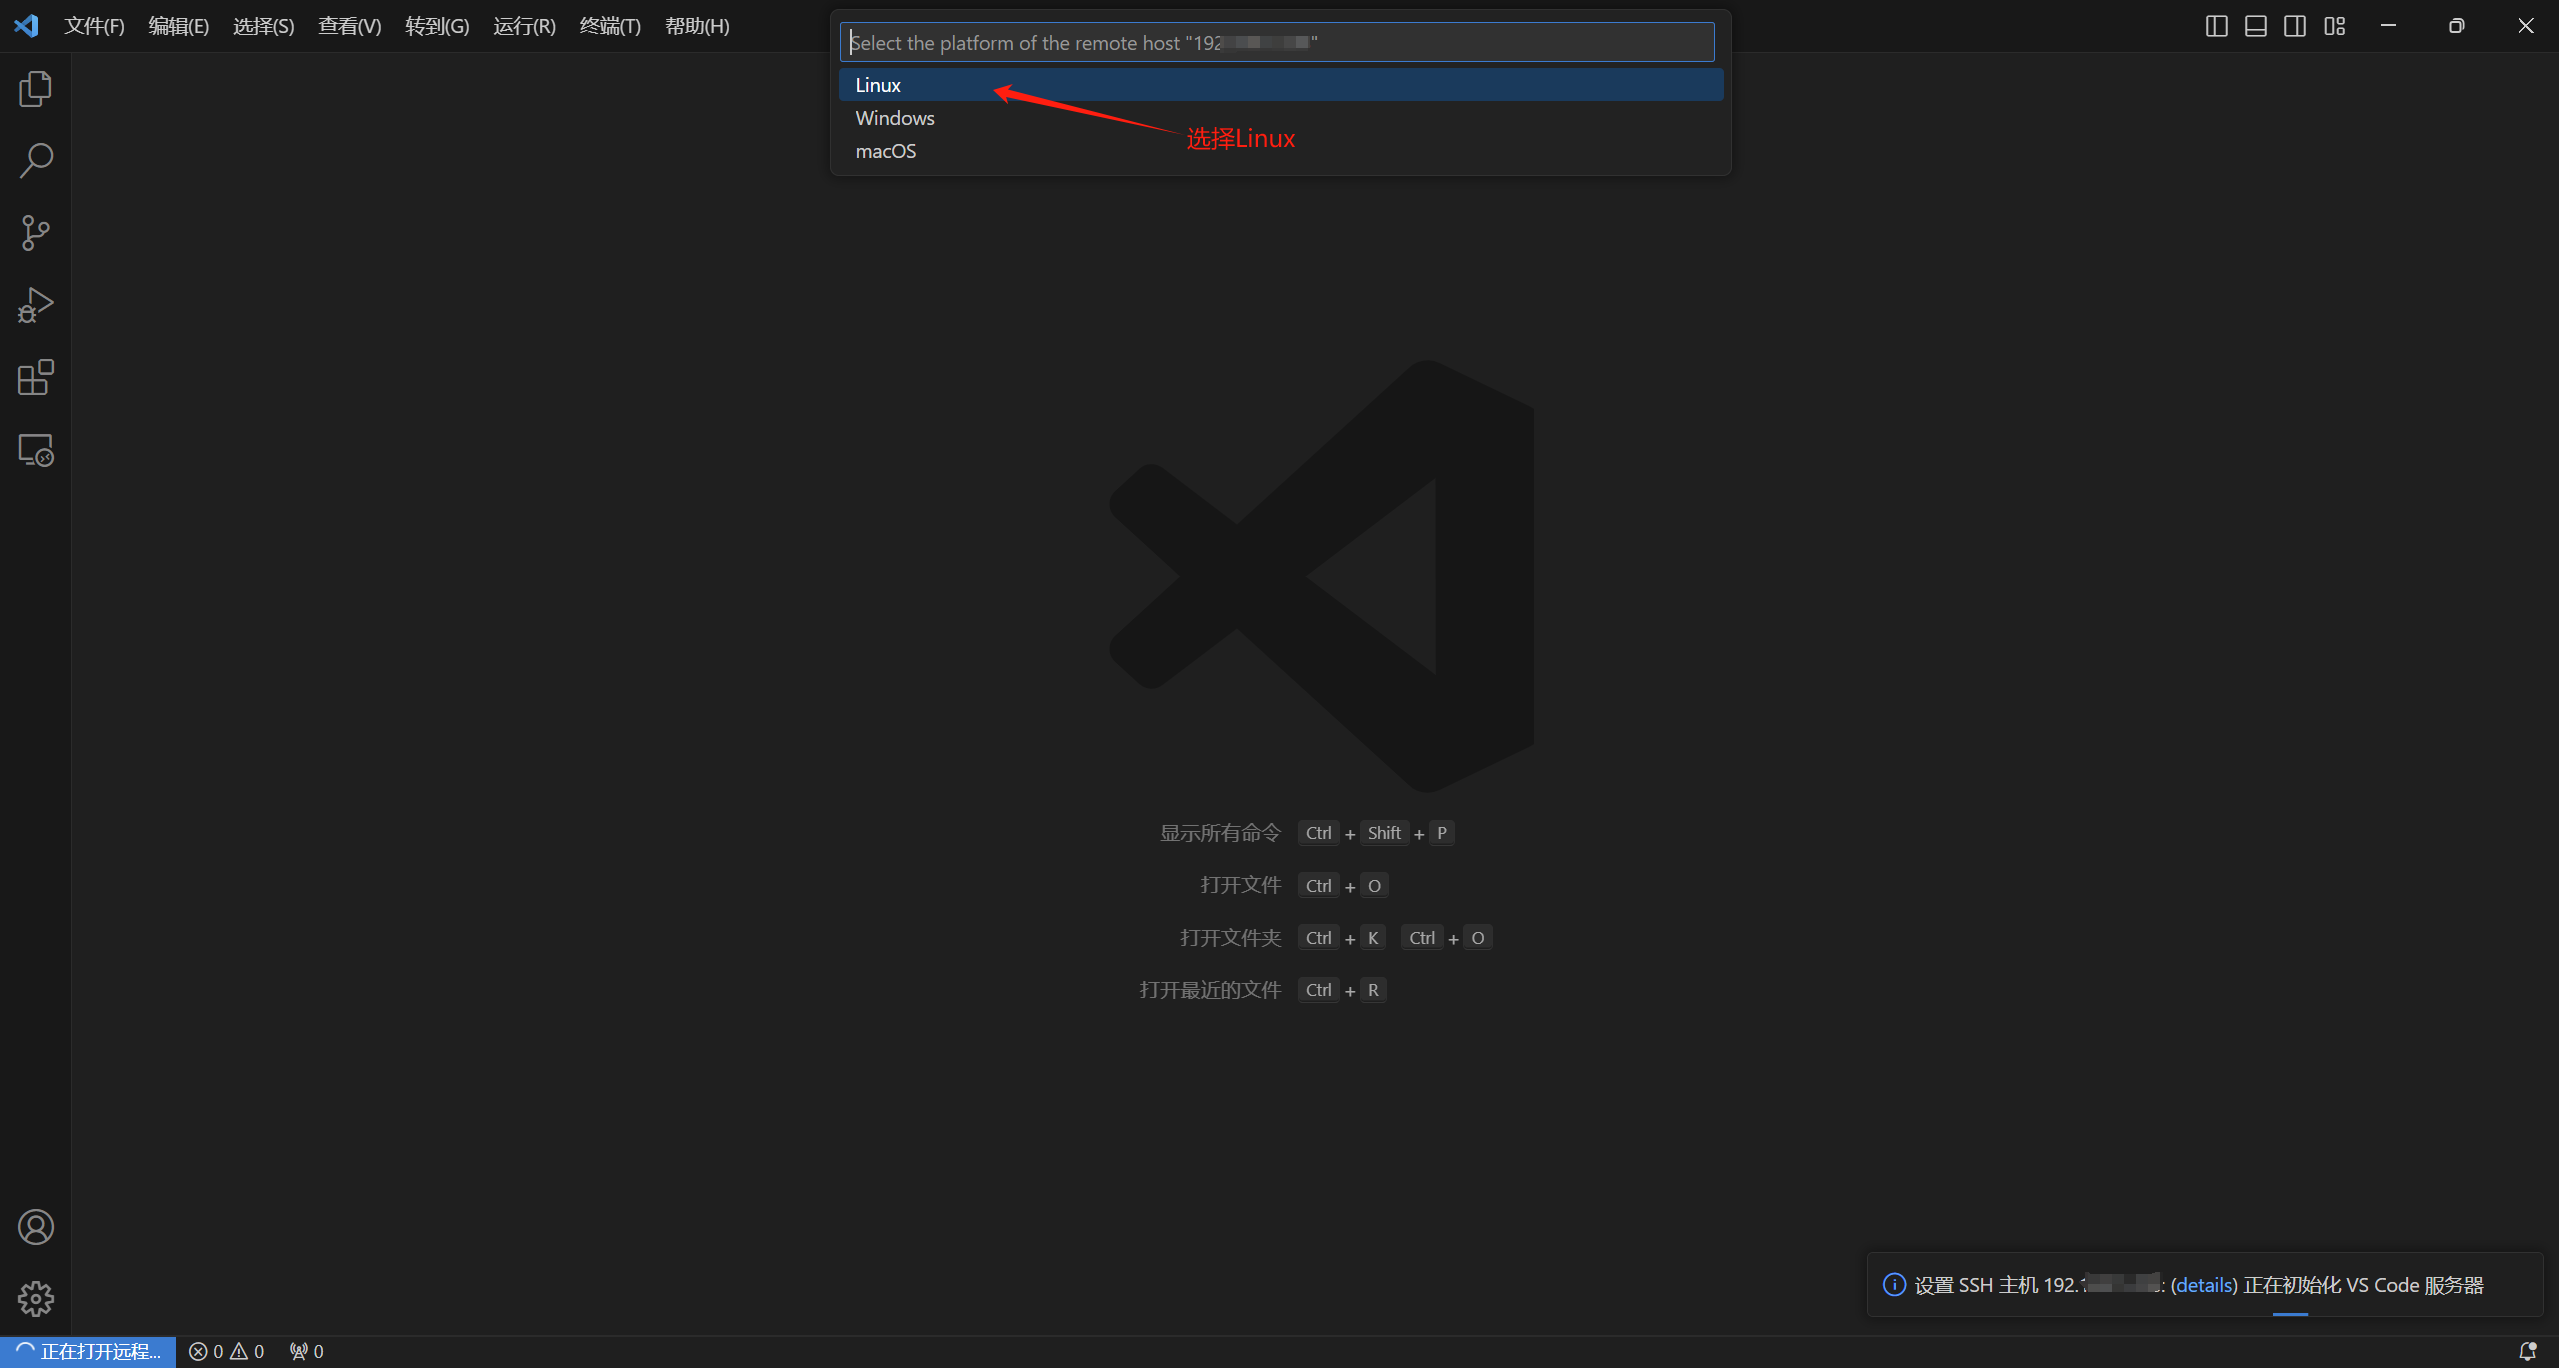 文件(F) 编辑(E) 选择(S) 查看(V) 转到(G) 运行(R) 终端(T) 帮助(H)
Select the platform of the remote host "192 "
Linux
Windows
选择Linux
macOS
显示所有命令 Ctrl + Shift + P
打开文件 Ctrl + O
打开文件夹 Ctrl + K Ctrl + O
打开最近的文件 Ctrl + R
设置 SSH 主机 192. : (details) 正在初始化 VS Code 服务器
正在打开远程... 0 0 0